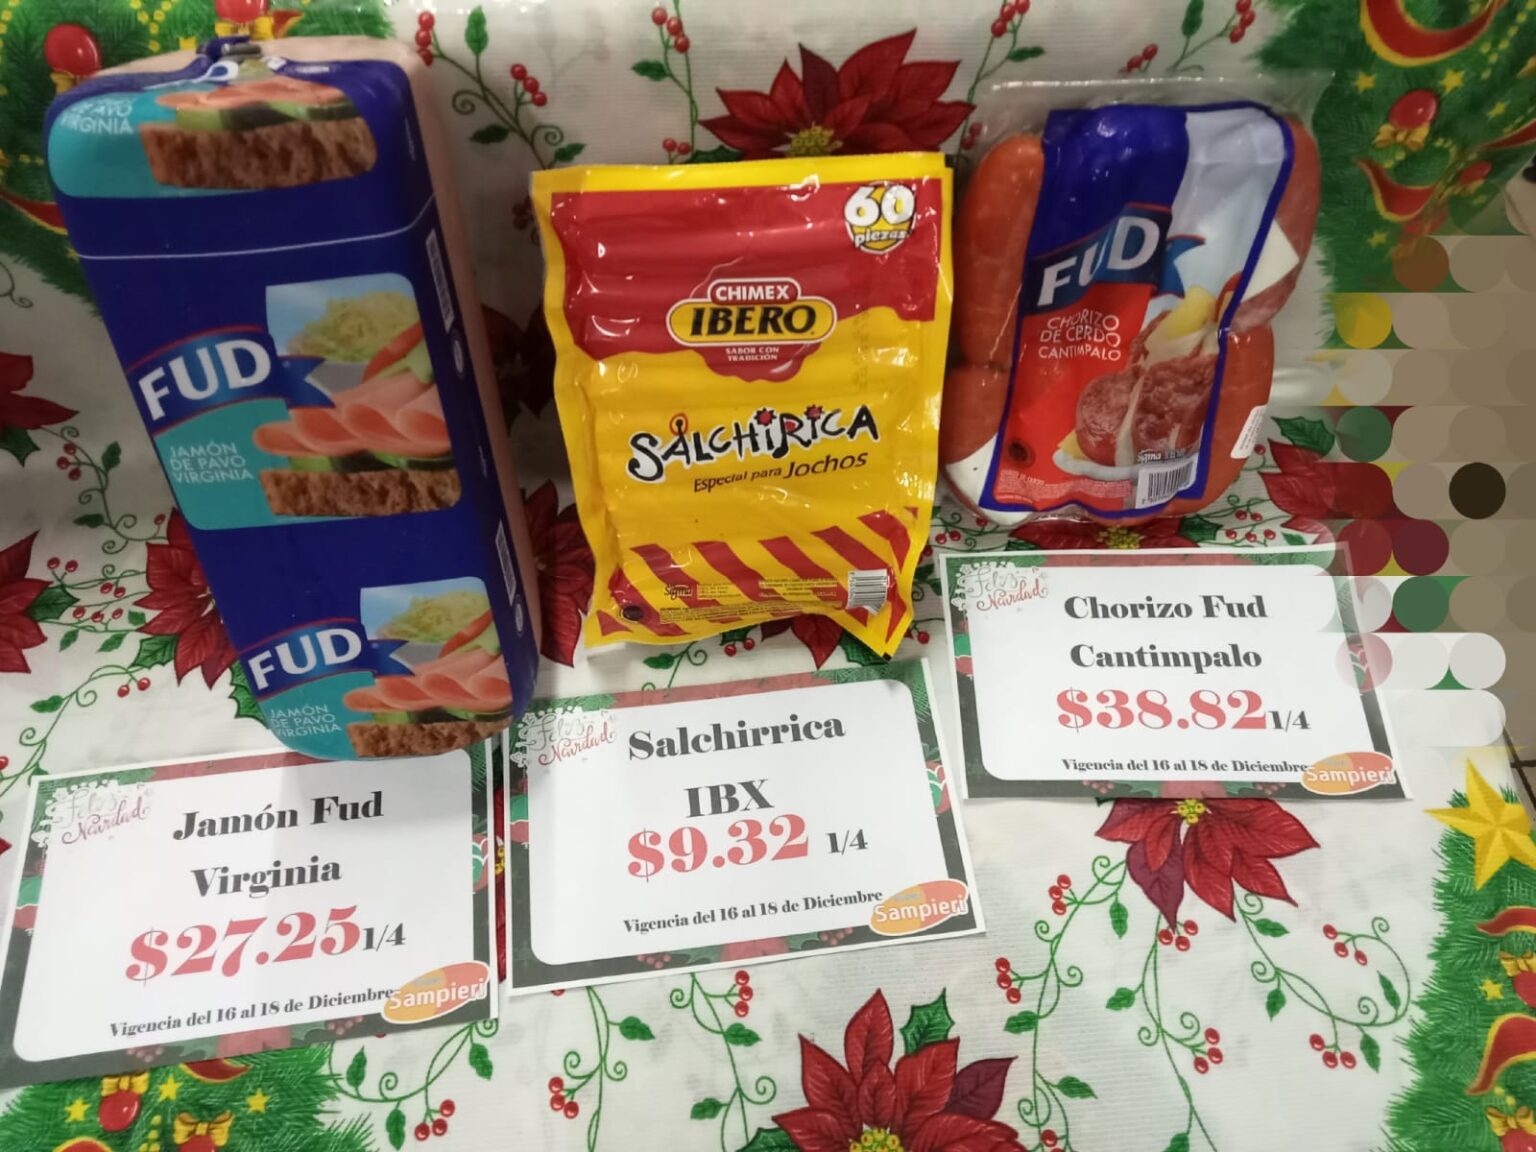 PAVO
VIRGINIA
FUD
JAMÓN
DE PAVO
VIRGINIA
FUD
JAMÓN
DE PAVO
VIRGINIA
60
piezas
CHIMEX
IBERO
SABOR CON
TRADICIÓN
SALCHIRICA
Especial para Jochos
Sigma
FUD
CHORIZO
DE CERDO
CANTIMPALO
Sigma
Feliz
Navidad
Jamón Fud
Virginia
$27.25 1/4
Vigencia del 16 al 18 de Diciembre
Sampieri
Feliz
Navidad
Salchirrica
IBX
$9.32 1/4
Vigencia del 16 al 18 de Diciembre
Sampieri
Feliz
Navidad
Chorizo Fud
Cantimpalo
$38.82 1/4
Vigencia del 16 al 18 de Diciembre
Sampieri